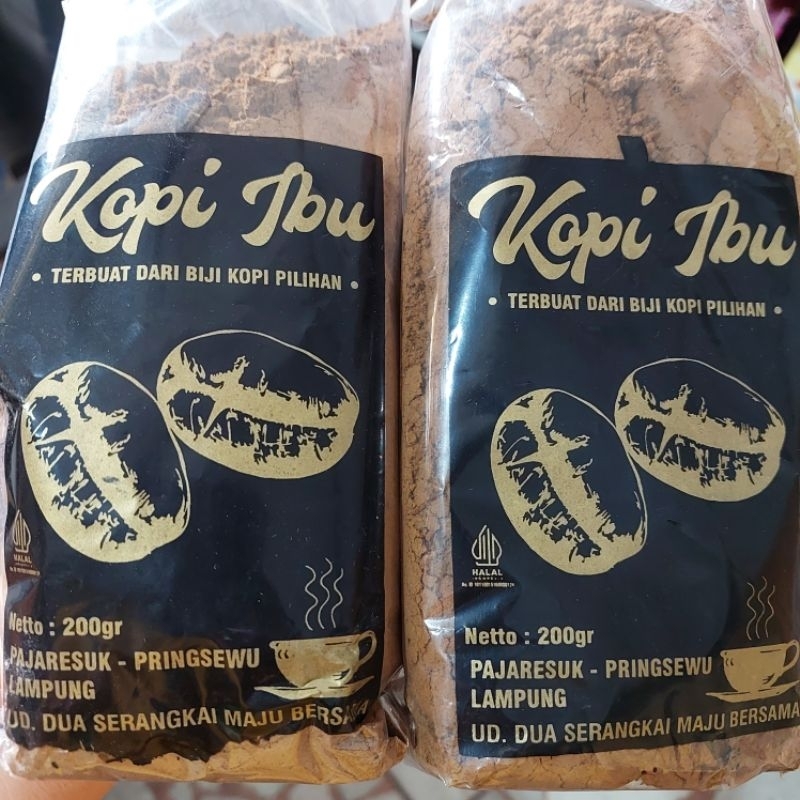 Kopi Ibu
• TERBUAT DARI BIJI KOPI PILIHAN •
HALAL
Netto : 200gr
PAJARESUK - PRINGSEWU
LAMPUNG
UD. DUA SERANGKAI MAJU BERSAMA
Kopi Ibu
• TERBUAT DARI BIJI KOPI PILIHAN •
HALAL
Netto : 200gr
PAJARESUK - PRINGSEWU
LAMPUNG
UD. DUA SERANGKAI MAJU BERSAMA